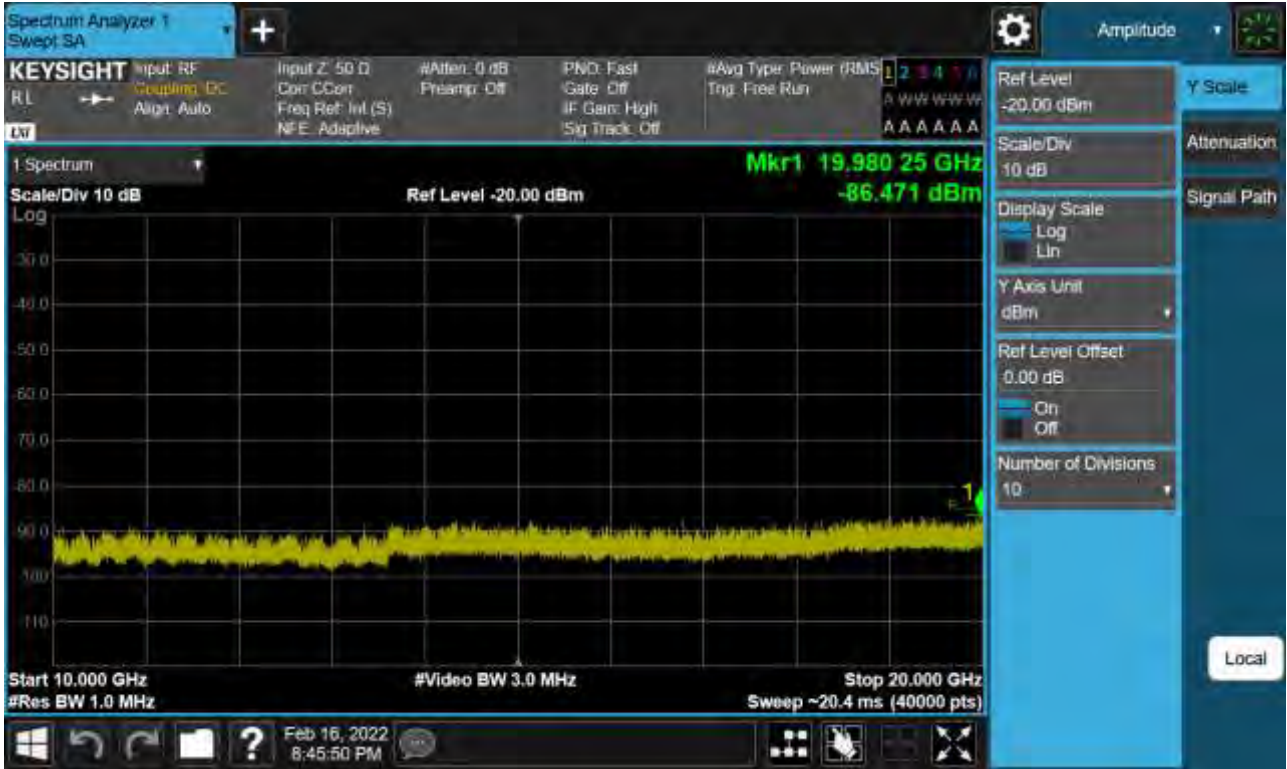 Spectrum Analyzer 1
Swept SA
+
Amplitude
KEYSIGHT
RL
Input: RF
Coupling: DC
Align: Auto
Input Z: 50 Ω
Corr CCorr
Freq Ref: Int (S)
NFE: Adaptive
#Atten: 0 dB
Preamp: Off
PNO: Fast
Gate: Off
IF Gain: High
Sig Track: Off
#Avg Type: Power (RMS
Trig: Free Run
1 2 3 4 5 6
A W W W W W
A A A A A A
LXI
1 Spectrum
Scale/Div 10 dB
Ref Level -20.00 dBm
Mkr1 19.980 25 GHz
-86.471 dBm
Log
-30.0
-40.0
-50.0
-60.0
-70.0
-80.0
-90.0
-100
-110
1
Start 10.000 GHz
#Video BW 3.0 MHz
Stop 20.000 GHz
#Res BW 1.0 MHz
Sweep ~20.4 ms (40000 pts)
Ref Level
-20.00 dBm
Scale/Div
10 dB
Display Scale
Log
Lin
Y Axis Unit
dBm
Ref Level Offset
0.00 dB
On
Off
Number of Divisions
10
Y Scale
Attenuation
Signal Path
Local
?
Feb 16, 2022
8:45:50 PM